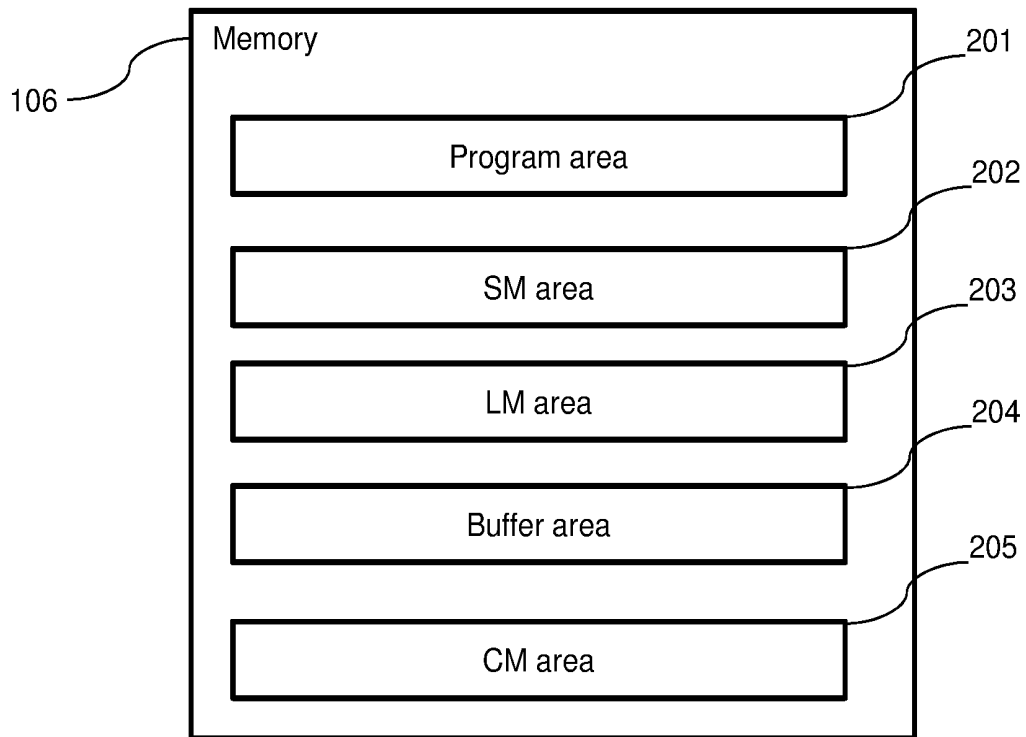 Memory
106
201
Program area
202
SM area
203
LM area
204
Buffer area
205
CM area